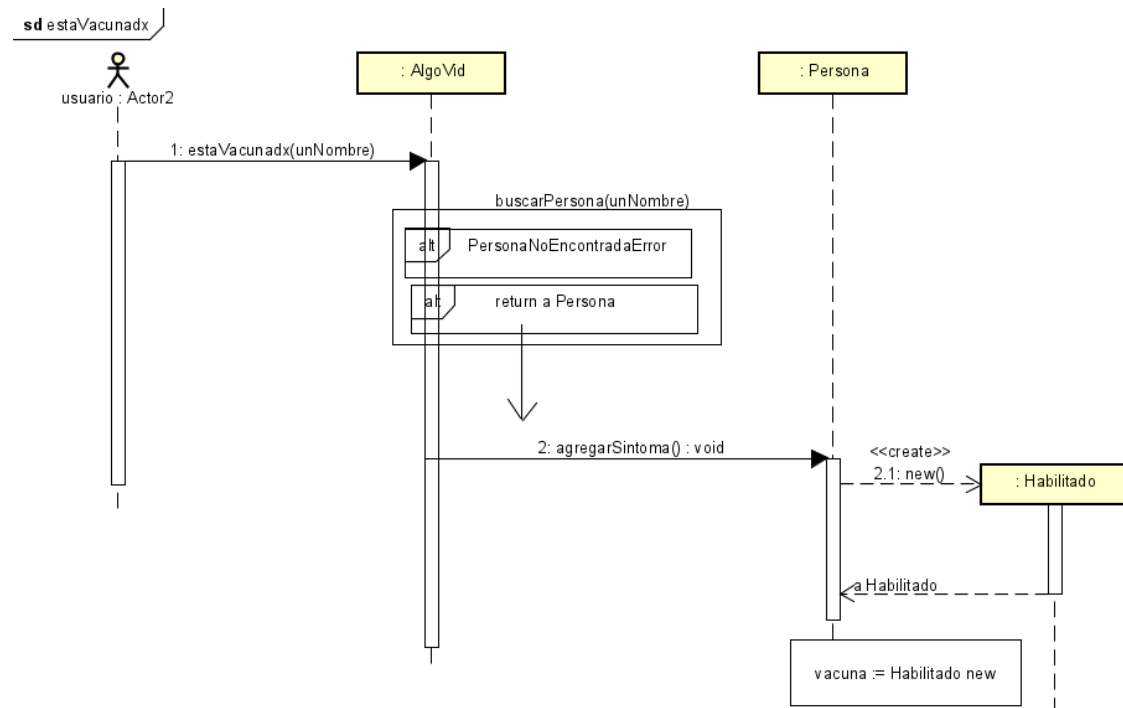 sd estaVacunadx
usuario : Actor2
: AlgoVid
: Persona
1: estaVacunadx(unNombre)
buscarPersona(unNombre)
alt PersonaNoEncontradaError
alt return a Persona
2: agregarSintoma() : void
<<create>>
2.1: new()
: Habilitado
a Habilitado
vacuna := Habilitado new